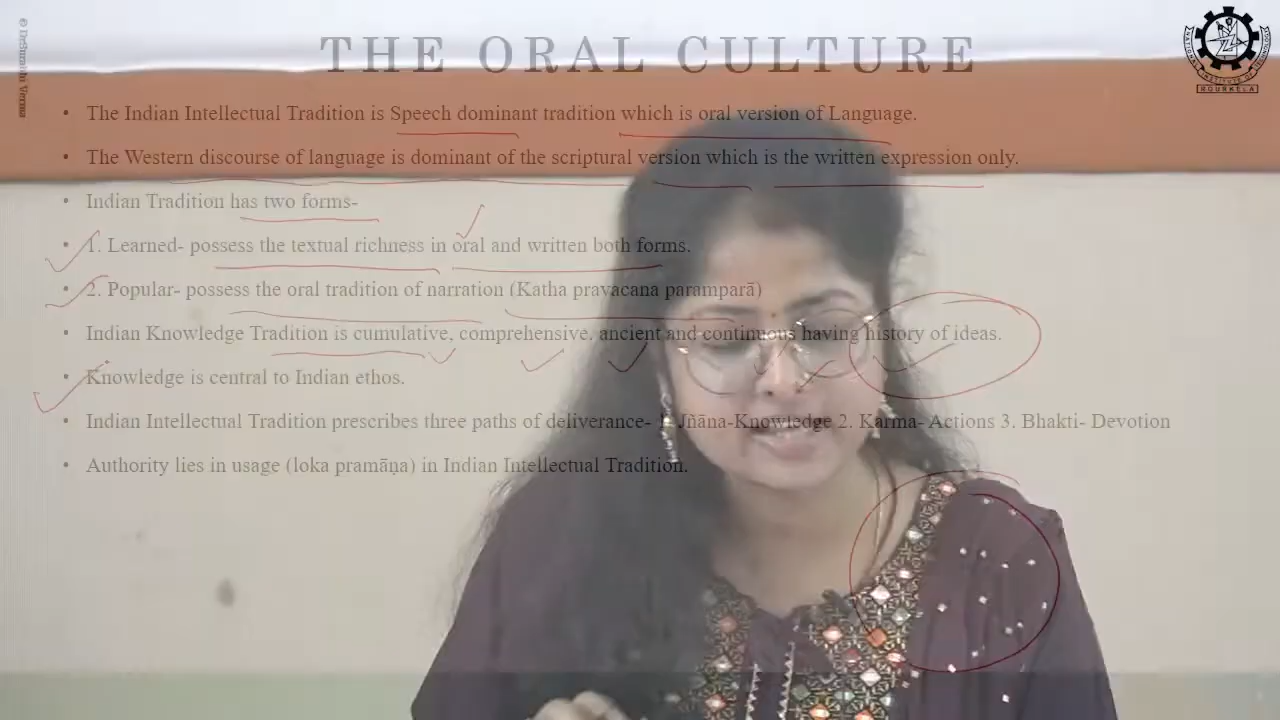 THE ORAL CULTURE
• The Indian Intellectual Tradition is Speech dominant tradition which is oral version of Language.
• The Western discourse of language is dominant of the scriptural version which is the written expression only.
• Indian Tradition has two forms-
• 1. Learned- possess the textual richness in oral and written both forms.
• 2. Popular- possess the oral tradition of narration (Katha pravacana paramparā)
• Indian Knowledge Tradition is cumulative, comprehensive, ancient and continuous having history of ideas.
• Knowledge is central to Indian ethos.
• Indian Intellectual Tradition prescribes three paths of deliverance- 1. Jñāna-Knowledge 2. Karma- Actions 3. Bhakti- Devotion
• Authority lies in usage (loka pramāṇa) in Indian Intellectual Tradition.
ROURKELA